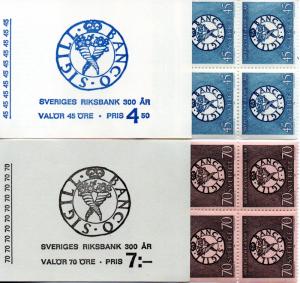 45 45 45 45 45 45 45
SIGILL · BANCO ·
SVERIGES RIKSBANK 300 ÅR
VALÖR 45 ÖRE · PRIS 4 50
45 45
45 45
70 70 70 70 70 70 70
SIGILL · BANCO ·
SVERIGES RIKSBANK 300 ÅR
VALÖR 70 ÖRE · PRIS 7:—
70 70
70 70